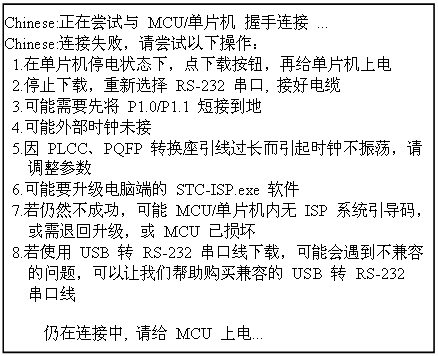 Chinese:正在尝试与 MCU/单片机 握手连接 ...
Chinese:连接失败，请尝试以下操作：
1.在单片机停电状态下，点下载按钮，再给单片机上电
2.停止下载，重新选择 RS-232 串口, 接好电缆
3.可能需要先将 P1.0/P1.1 短接到地
4.可能外部时钟未接
5.因 PLCC、PQFP 转换座引线过长而引起时钟不振荡，请
调整参数
6.可能要升级电脑端的 STC-ISP.exe 软件
7.若仍然不成功，可能 MCU/单片机内无 ISP 系统引导码，
或需退回升级，或 MCU 已损坏
8.若使用 USB 转 RS-232 串口线下载，可能会遇到不兼容
的问题，可以让我们帮助购买兼容的 USB 转 RS-232
串口线
仍在连接中, 请给 MCU 上电...